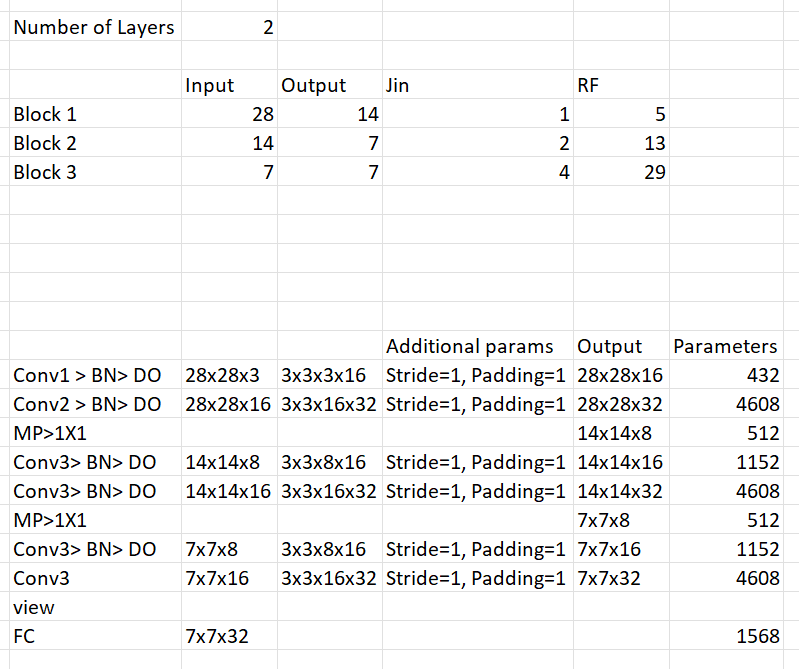 Number of Layers 2
Input Output Jin RF
Block 1 28 14 1 5
Block 2 14 7 2 13
Block 3 7 7 4 29
Additional params Output Parameters
Conv1 > BN> DO 28x28x3 3x3x3x16 Stride=1, Padding=1 28x28x16 432
Conv2 > BN> DO 28x28x16 3x3x16x32 Stride=1, Padding=1 28x28x32 4608
MP>1X1 14x14x8 512
Conv3> BN> DO 14x14x8 3x3x8x16 Stride=1, Padding=1 14x14x16 1152
Conv3> BN> DO 14x14x16 3x3x16x32 Stride=1, Padding=1 14x14x32 4608
MP>1X1 7x7x8 512
Conv3> BN> DO 7x7x8 3x3x8x16 Stride=1, Padding=1 7x7x16 1152
Conv3 7x7x16 3x3x16x32 Stride=1, Padding=1 7x7x32 4608
view
FC 7x7x32 1568